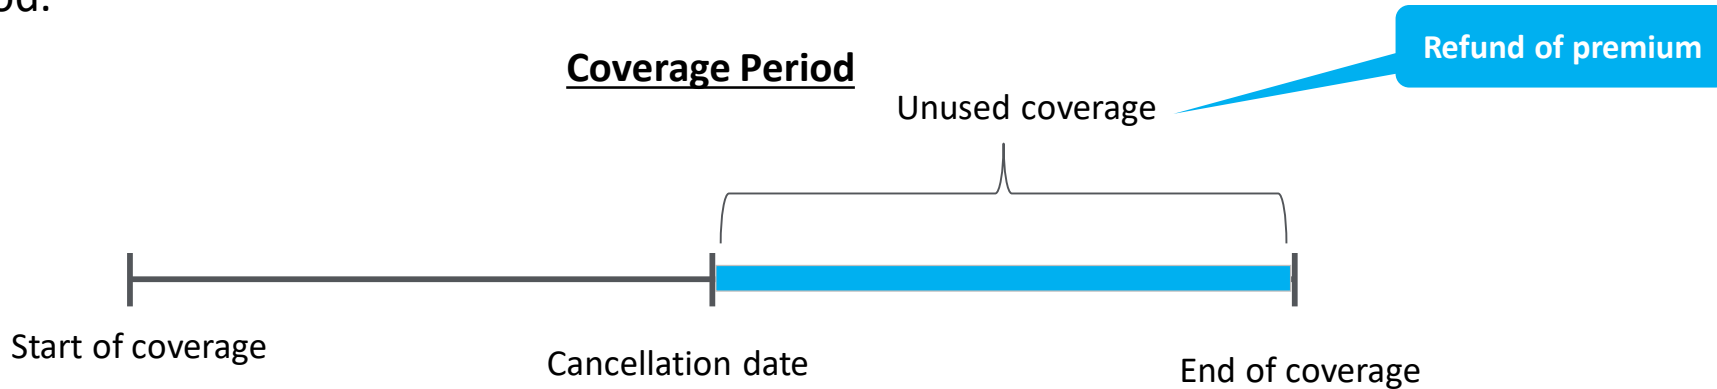 Refund of premium
Coverage Period
Unused coverage
Start of coverage
Cancellation date
End of coverage